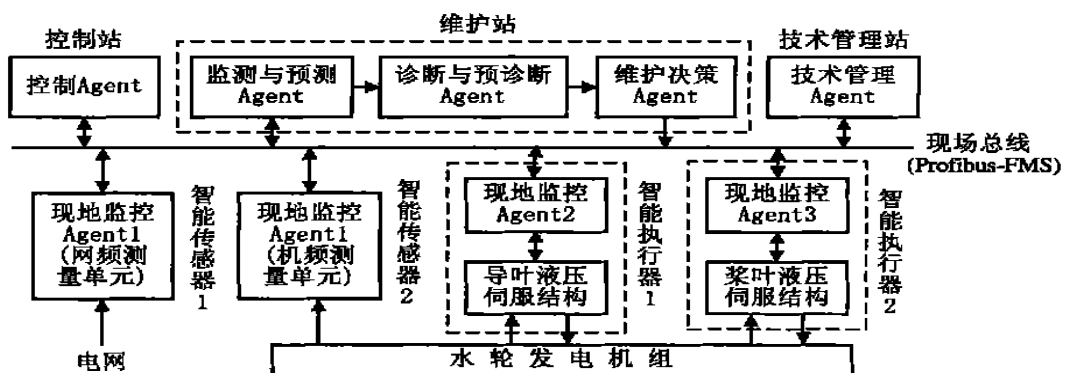 控制站
维护站
技术管理站
控制Agent
监测与预测
Agent
诊断与预诊断
Agent
维护决策
Agent
技术管理
Agent
现场总线
(Profibus-FMS)
现地监控
Agent1
(网频测
量单元)
智能传感器1
现地监控
Agent1
(机频测
量单元)
智能传感器2
现地监控
Agent2
导叶液压
伺服结构
智能执行器1
现地监控
Agent3
桨叶液压
伺服结构
智能执行器2
电网
水轮发电机组